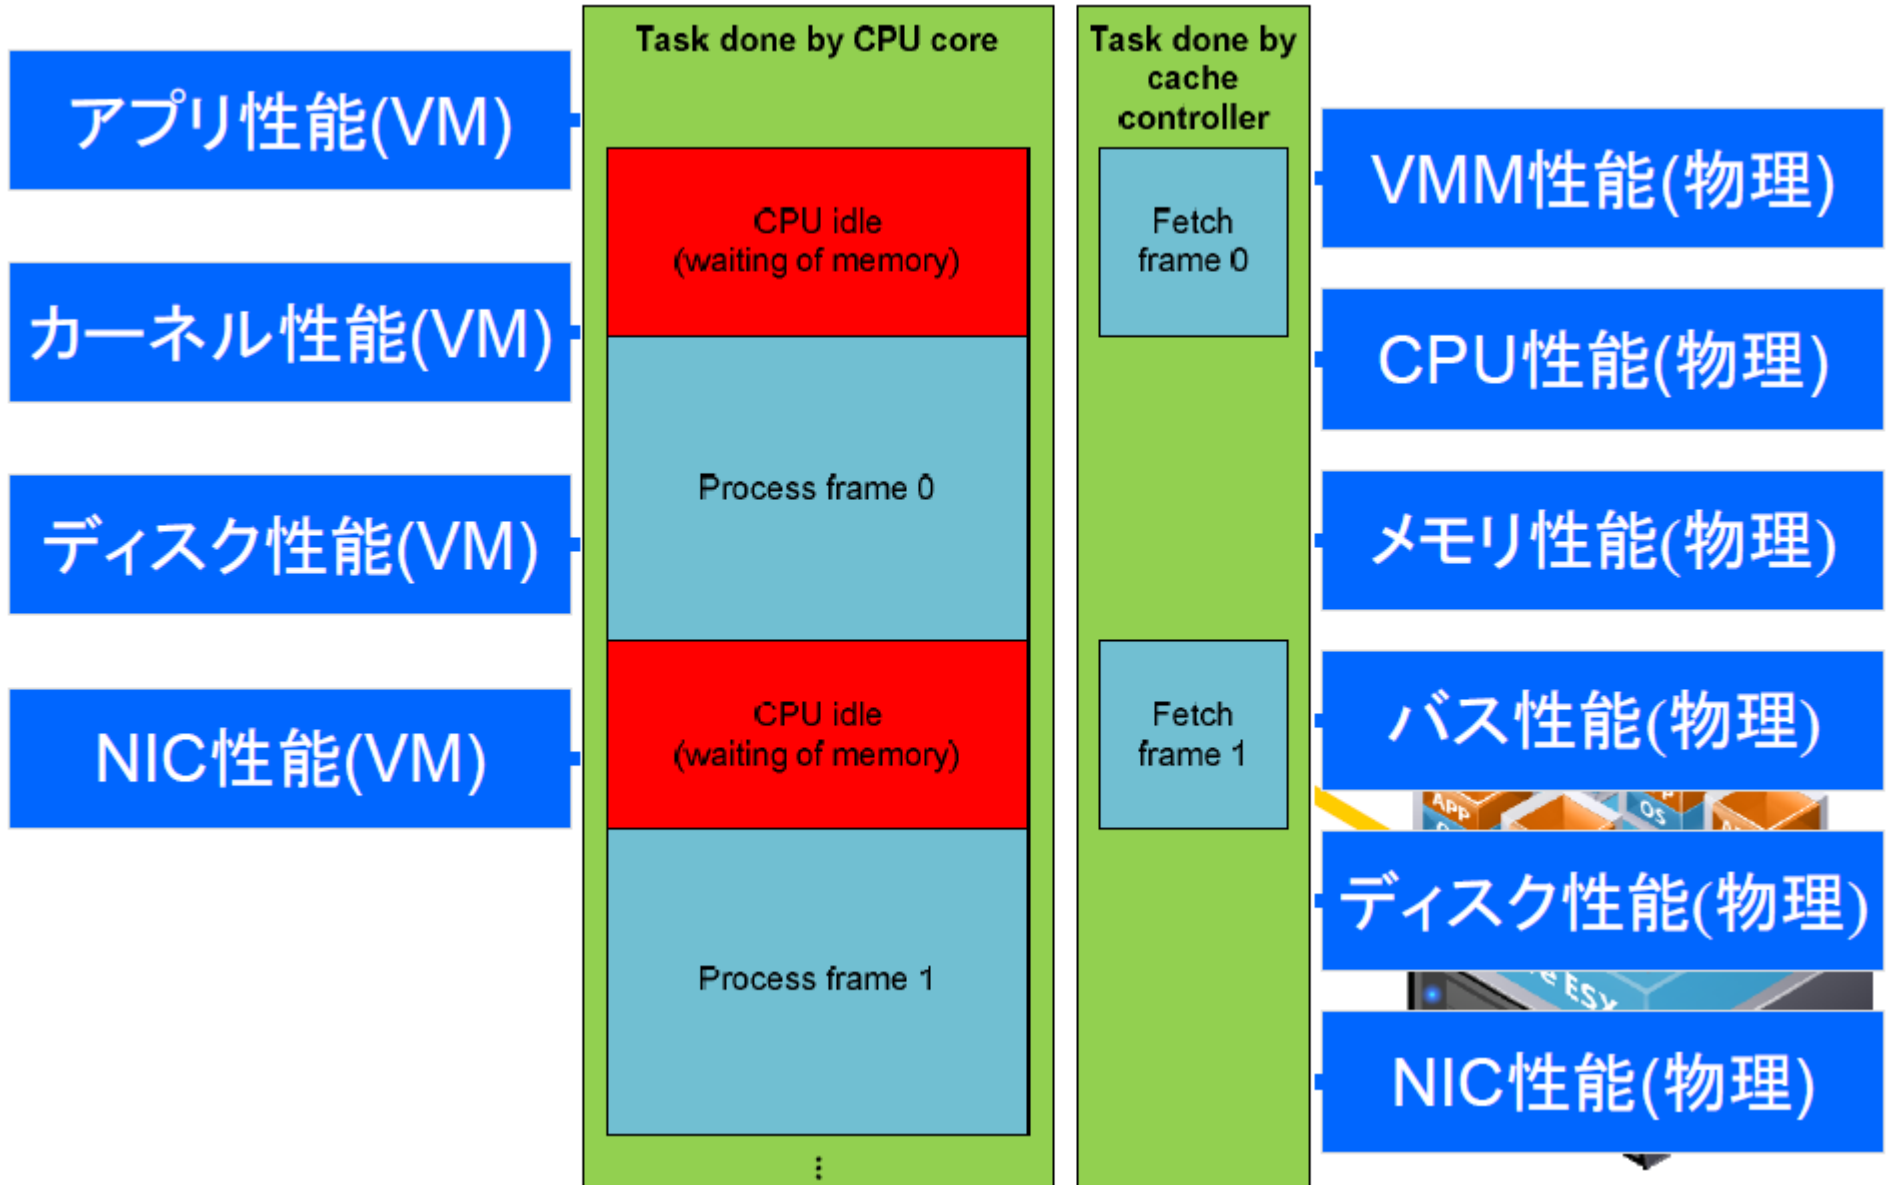 アプリ性能(VM)
カーネル性能(VM)
ディスク性能(VM)
NIC性能(VM)
Task done by CPU core
CPU idle
(waiting of memory)
Process frame 0
CPU idle
(waiting of memory)
Process frame 1
⋮
Task done by
cache
controller
Fetch
frame 0
Fetch
frame 1
VMM性能(物理)
CPU性能(物理)
メモリ性能(物理)
バス性能(物理)
APP
OS
ディスク性能(物理)
ESX
NIC性能(物理)